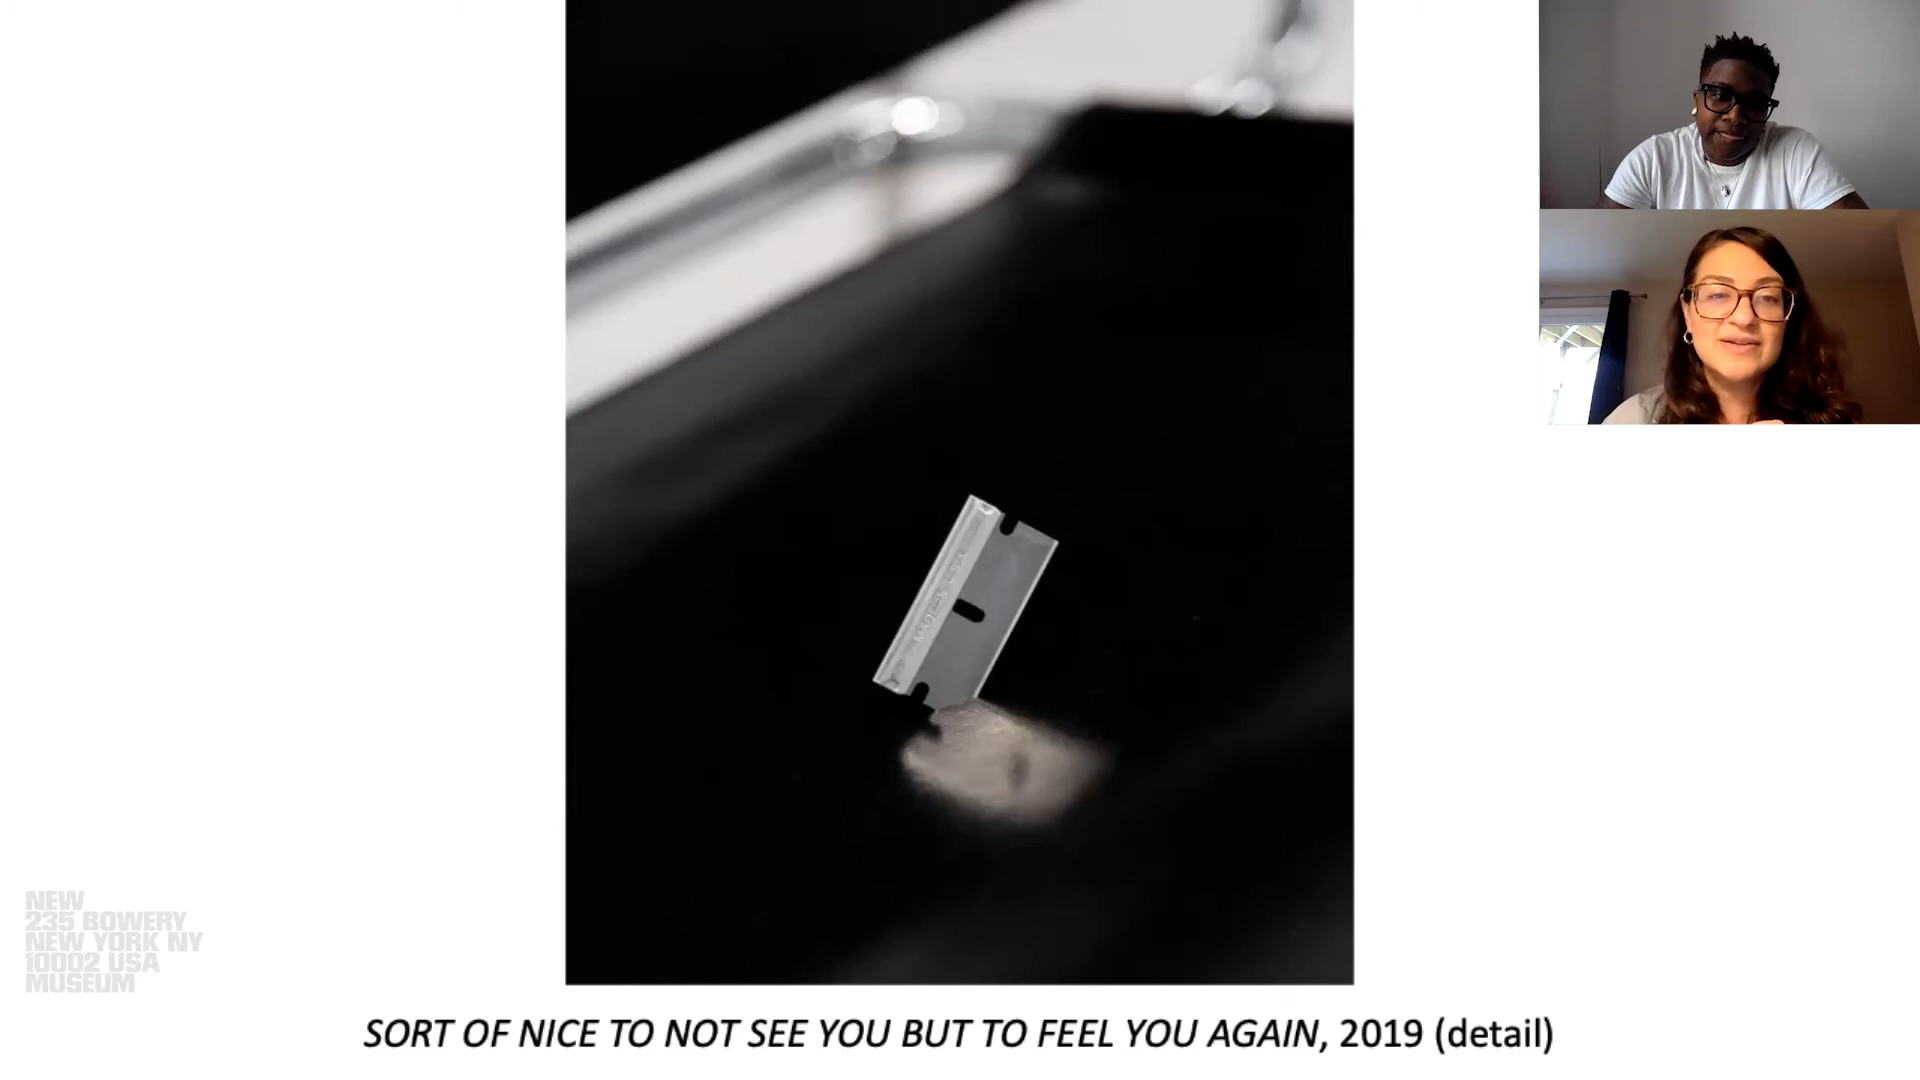 NEW
235 BOWERY
NEW YORK NY
10002 USA
MUSEUM
SORT OF NICE TO NOT SEE YOU BUT TO FEEL YOU AGAIN, 2019 (detail)